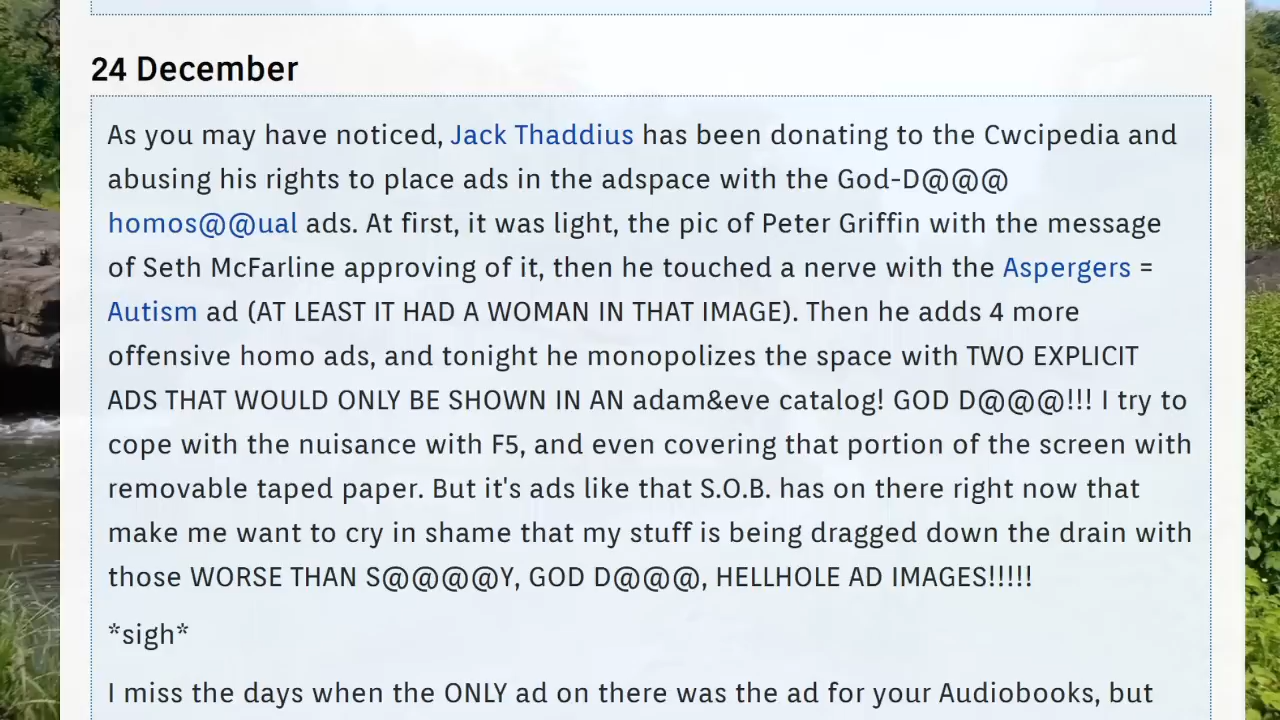 24 December
As you may have noticed, Jack Thaddius has been donating to the Cwcipedia and
abusing his rights to place ads in the adspace with the God-D@@@
homos@@ual ads. At first, it was light, the pic of Peter Griffin with the message
of Seth McFarline approving of it, then he touched a nerve with the Aspergers =
Autism ad (AT LEAST IT HAD A WOMAN IN THAT IMAGE). Then he adds 4 more
offensive homo ads, and tonight he monopolizes the space with TWO EXPLICIT
ADS THAT WOULD ONLY BE SHOWN IN AN adam&eve catalog! GOD D@@@!!! I try to
cope with the nuisance with F5, and even covering that portion of the screen with
removable taped paper. But it's ads like that S.O.B. has on there right now that
make me want to cry in shame that my stuff is being dragged down the drain with
those WORSE THAN S@@@@Y, GOD D@@@, HELLHOLE AD IMAGES!!!!!
*sigh*
I miss the days when the ONLY ad on there was the ad for your Audiobooks, but